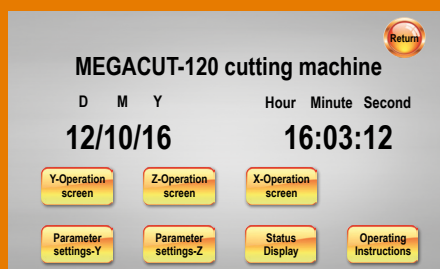 Return
MEGACUT-120 cutting machine
D M Y Hour Minute Second
12/10/16 16:03:12
Y-Operation screen
Z-Operation screen
X-Operation screen
Parameter settings-Y
Parameter settings-Z
Status Display
Operating Instructions